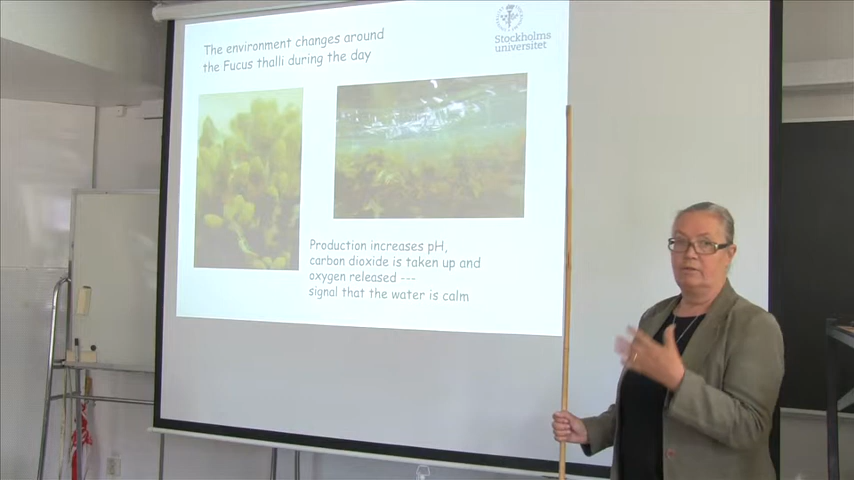 The environment changes around
the Fucus thalli during the day
Stockholms
universitet
Production increases pH,
carbon dioxide is taken up and
oxygen released ---
signal that the water is calm